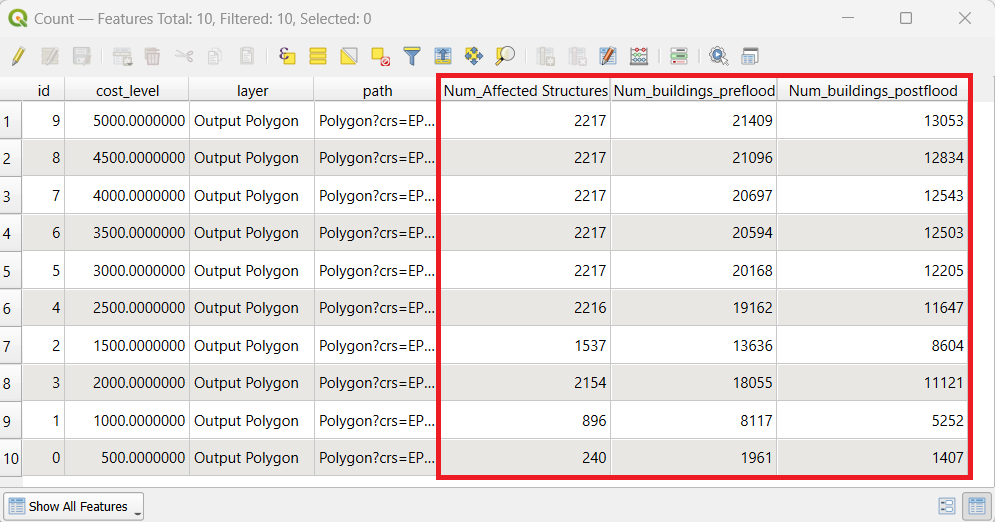 Count — Features Total: 10, Filtered: 10, Selected: 0
id cost_level layer path Num_Affected Structures Num_buildings_preflood Num_buildings_postflood
1 9 5000.0000000 Output Polygon Polygon?crs=EP... 2217 21409 13053
2 8 4500.0000000 Output Polygon Polygon?crs=EP... 2217 21096 12834
3 7 4000.0000000 Output Polygon Polygon?crs=EP... 2217 20697 12543
4 6 3500.0000000 Output Polygon Polygon?crs=EP... 2217 20594 12503
5 5 3000.0000000 Output Polygon Polygon?crs=EP... 2217 20168 12205
6 4 2500.0000000 Output Polygon Polygon?crs=EP... 2216 19162 11647
7 2 1500.0000000 Output Polygon Polygon?crs=EP... 1537 13636 8604
8 3 2000.0000000 Output Polygon Polygon?crs=EP... 2154 18055 11121
9 1 1000.0000000 Output Polygon Polygon?crs=EP... 896 8117 5252
10 0 500.0000000 Output Polygon Polygon?crs=EP... 240 1961 1407
Show All Features